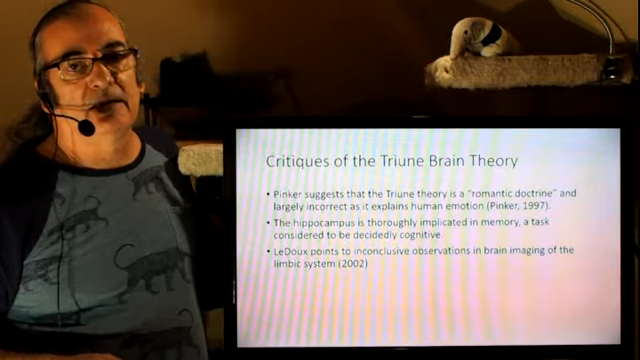 Critiques of the Triune Brain Theory
• Pinker suggests that the Triune theory is a "romantic doctrine" and
largely incorrect as it explains human emotion (Pinker, 1997).
• The hippocampus is thoroughly implicated in memory, a task
considered to be decidedly cognitive.
• LeDoux points to inconclusive observations in brain imaging of the
limbic system (2002)